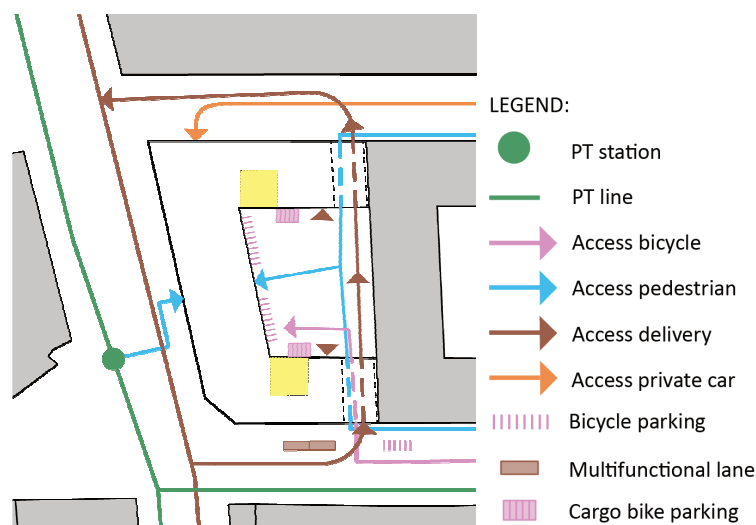 LEGEND:
PT station
PT line
Access bicycle
Access pedestrian
Access delivery
Access private car
Bicycle parking
Multifunctional lane
Cargo bike parking